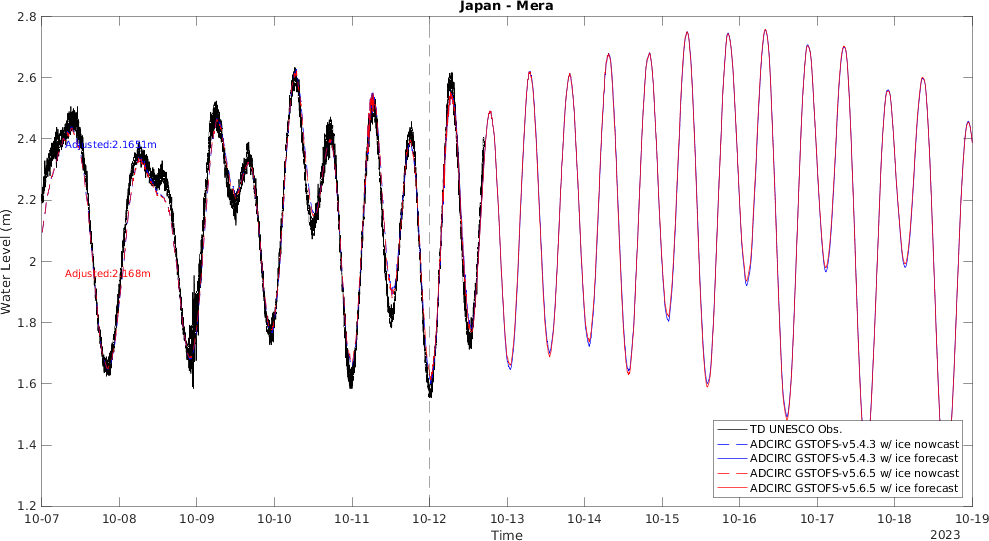 Japan - Mera
2.8
2.6
2.4
2.2
2
1.8
1.6
1.4
1.2
Water Level (m)
Adjusted:2.1651m
Adjusted:2.168m
TD UNESCO Obs.
ADCIRC GSTOFS-v5.4.3 w/ ice nowcast
ADCIRC GSTOFS-v5.4.3 w/ ice forecast
ADCIRC GSTOFS-v5.6.5 w/ ice nowcast
ADCIRC GSTOFS-v5.6.5 w/ ice forecast
10-07 10-08 10-09 10-10 10-11 10-12 10-13 10-14 10-15 10-16 10-17 10-18 10-19
Time
2023